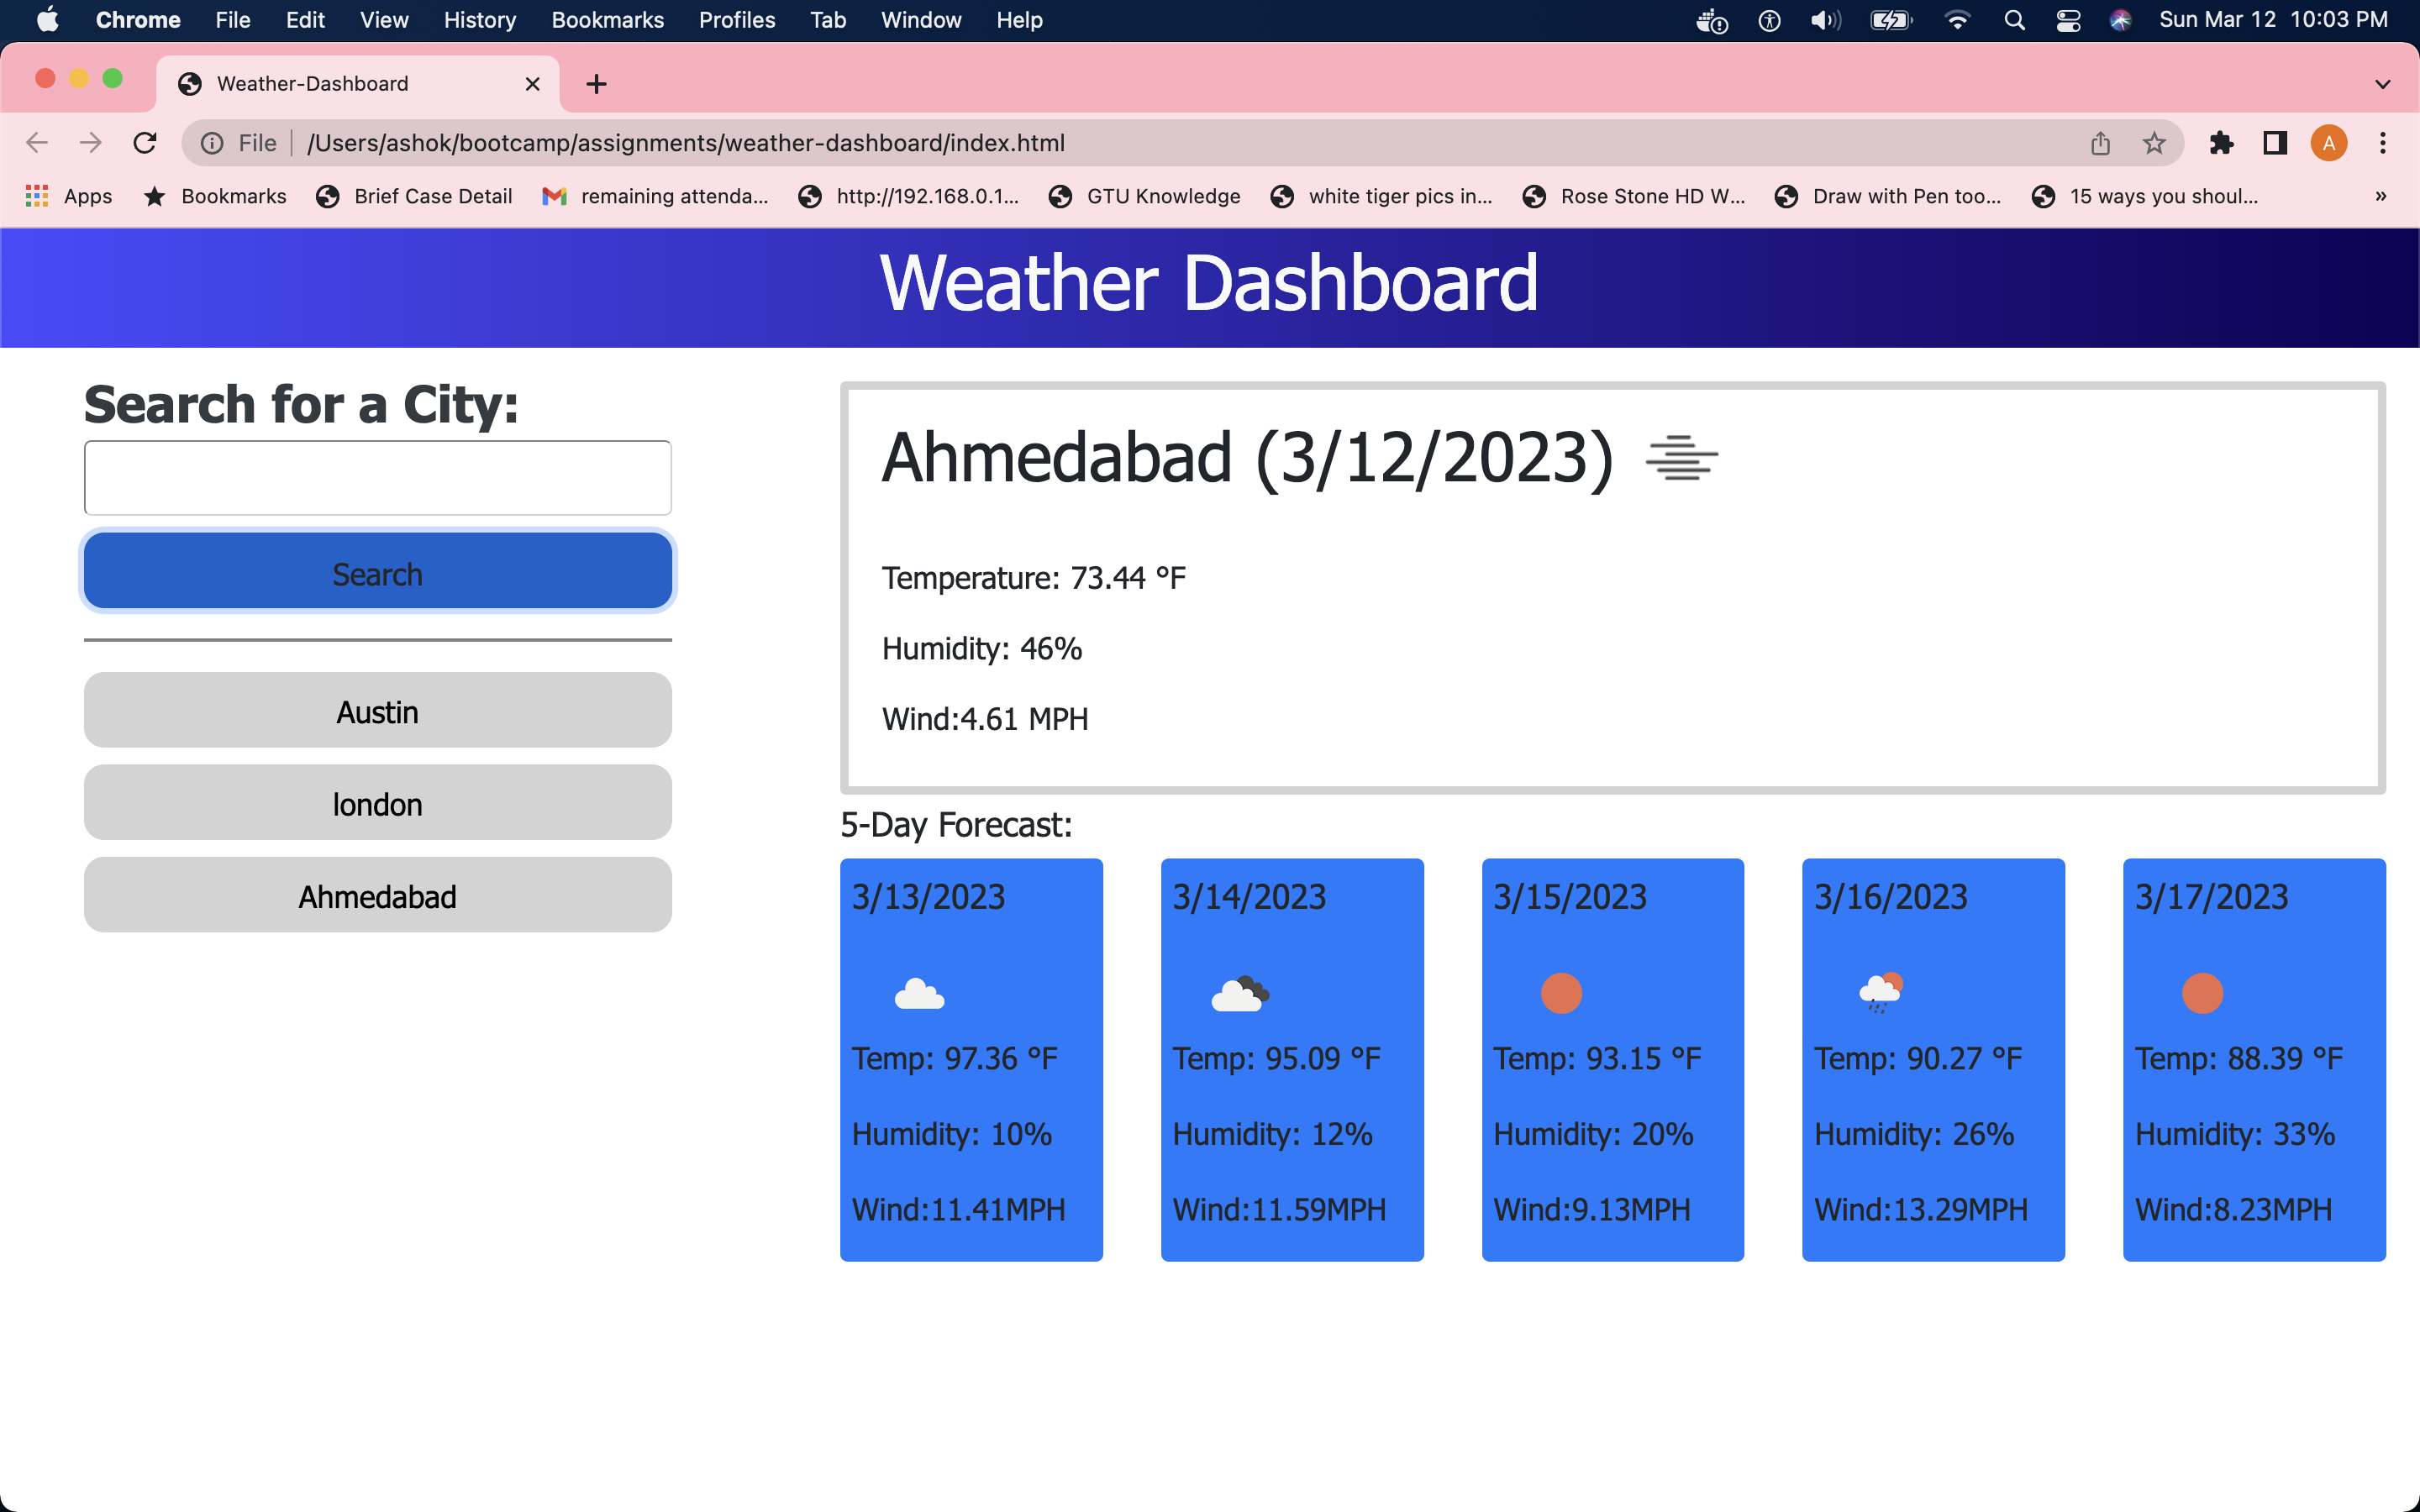 Chrome File Edit View History Bookmarks Profiles Tab Window Help Sun Mar 12 10:03 PM
Weather-Dashboard
File /Users/ashok/bootcamp/assignments/weather-dashboard/index.html A
Apps Bookmarks Brief Case Detail remaining attenda... http://192.168.0.1... GTU Knowledge white tiger pics in... Rose Stone HD W... Draw with Pen too... 15 ways you shoul... »
Weather Dashboard
Search for a City:
Search
Austin
london
Ahmedabad
Ahmedabad (3/12/2023)
Temperature: 73.44 °F
Humidity: 46%
Wind:4.61 MPH
5-Day Forecast:
3/13/2023
Temp: 97.36 °F
Humidity: 10%
Wind:11.41MPH
3/14/2023
Temp: 95.09 °F
Humidity: 12%
Wind:11.59MPH
3/15/2023
Temp: 93.15 °F
Humidity: 20%
Wind:9.13MPH
3/16/2023
Temp: 90.27 °F
Humidity: 26%
Wind:13.29MPH
3/17/2023
Temp: 88.39 °F
Humidity: 33%
Wind:8.23MPH